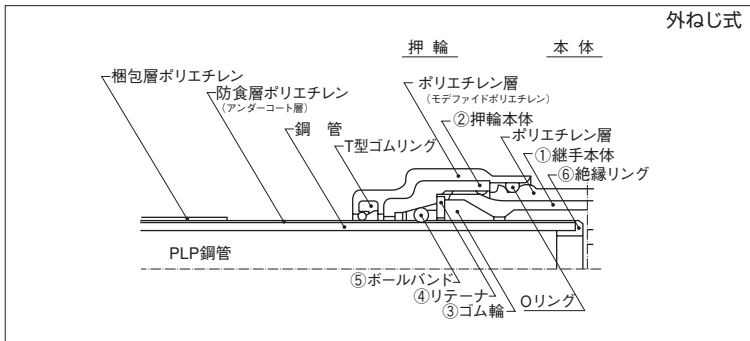 外ねじ式
押 輪
本 体
梱包層ポリエチレン
防食層ポリエチレン
（アンダーコート層）
鋼 管
T型ゴムリング
ポリエチレン層
（モデファイドポリエチレン）
②押輪本体
ポリエチレン層
①継手本体
⑥絶縁リング
PLP鋼管
⑤ボールバンド
④リテーナ
③ゴム輪
Oリング